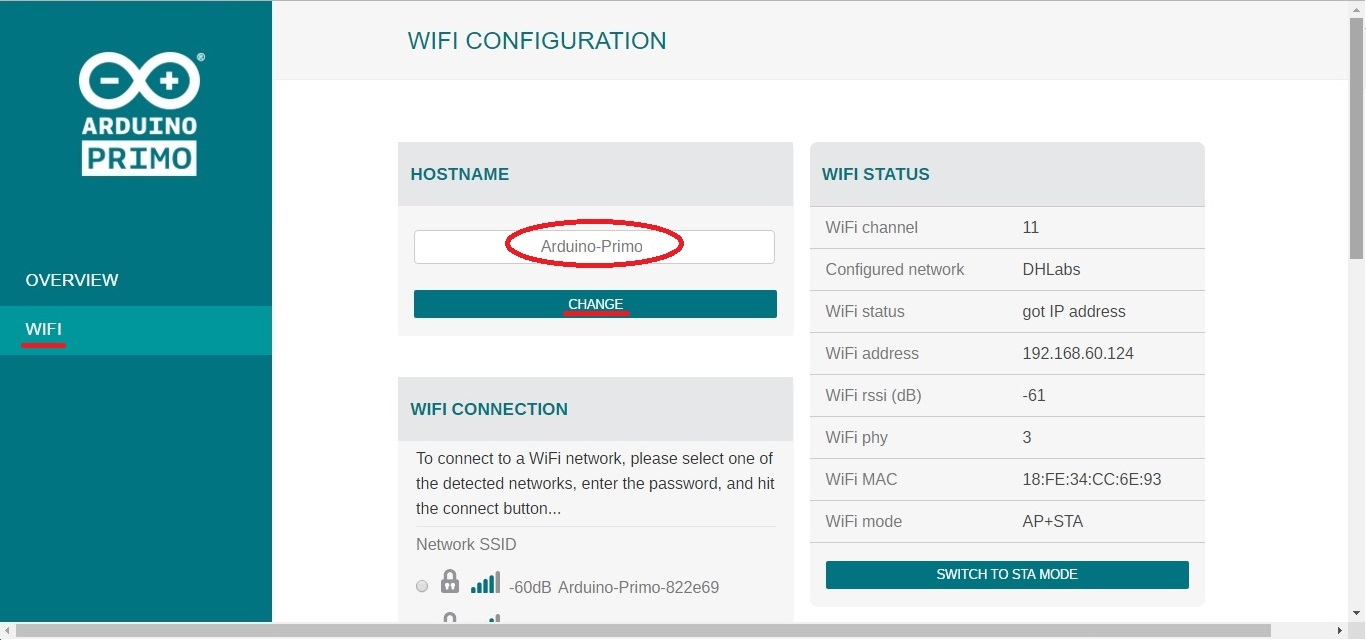 ®
ARDUINO
PRIMO
OVERVIEW
WIFI
WIFI CONFIGURATION
HOSTNAME
Arduino-Primo
CHANGE
WIFI CONNECTION
To connect to a WiFi network, please select one of
the detected networks, enter the password, and hit
the connect button...
Network SSID
-60dB Arduino-Primo-822e69
WIFI STATUS
WiFi channel 11
Configured network DHLabs
WiFi status got IP address
WiFi address 192.168.60.124
WiFi rssi (dB) -61
WiFi phy 3
WiFi MAC 18:FE:34:CC:6E:93
WiFi mode AP+STA
SWITCH TO STA MODE